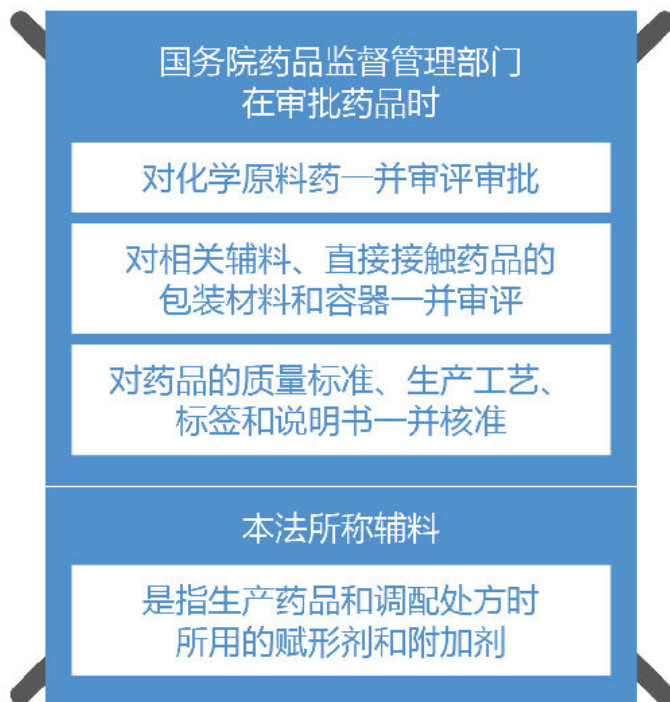 国务院药品监督管理部门
在审批药品时
对化学原料药一并审评审批
对相关辅料、直接接触药品的
包装材料和容器一并审评
对药品的质量标准、生产工艺、
标签和说明书一并核准
本法所称辅料
是指生产药品和调配处方时
所用的赋形剂和附加剂